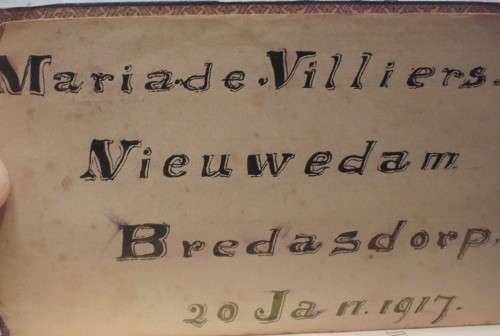 Maria de Villiers.
Nieuwedam
Bredasdorp.
20 Jan. 1917.